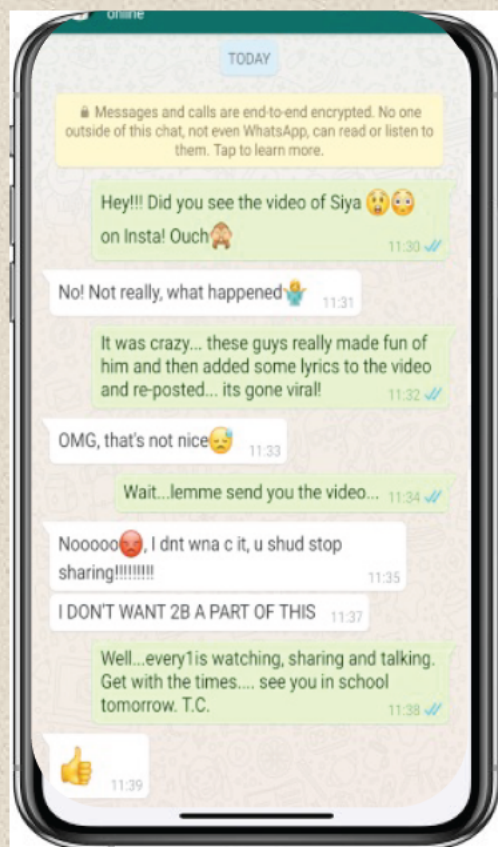 online
TODAY
🔒 Messages and calls are end-to-end encrypted. No one
outside of this chat, not even WhatsApp, can read or listen to
them. Tap to learn more.
Hey!!! Did you see the video of Siya 😲😳
on Insta! Ouch🙈
11:30
No! Not really, what happened🤷
11:31
It was crazy... these guys really made fun of
him and then added some lyrics to the video
and re-posted... its gone viral!
11:32
OMG, that's not nice😓
11:33
Wait...lemme send you the video...
11:34
Nooooo😡, I dnt wna c it, u shud stop
sharing!!!!!!!!!
11:35
I DON'T WANT 2B A PART OF THIS
11:37
Well...every1is watching, sharing and talking.
Get with the times.... see you in school
tomorrow. T.C.
11:38
👍
11:39